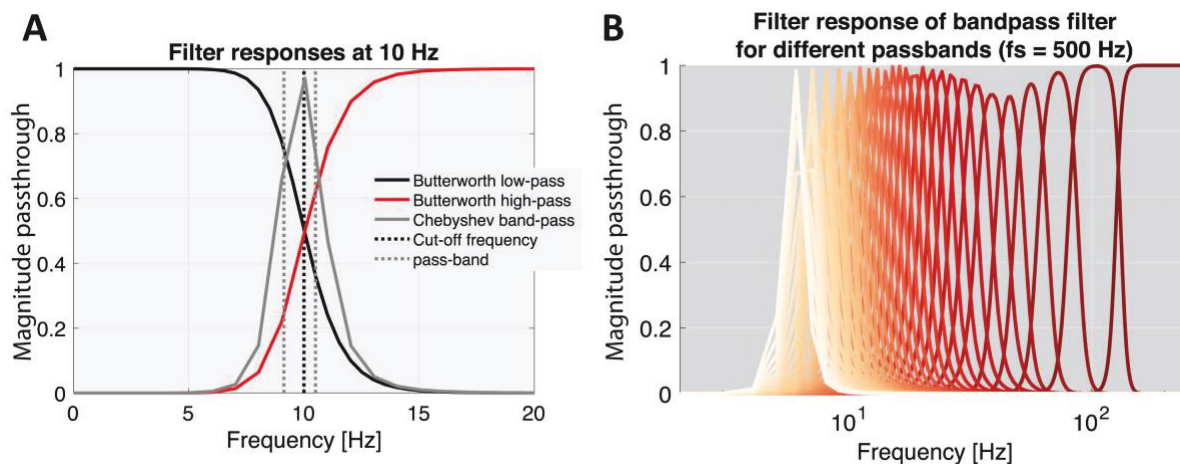 A
Filter responses at 10 Hz
Magnitude passthrough
1
0.8
0.6
0.4
0.2
0
0
5
10
15
20
Frequency [Hz]
Butterworth low-pass
Butterworth high-pass
Chebyshev band-pass
Cut-off frequency
pass-band
B
Filter response of bandpass filter
for different passbands (fs = 500 Hz)
Magnitude passthrough
1
0.8
0.6
0.4
0.2
0
10¹
10²
Frequency [Hz]